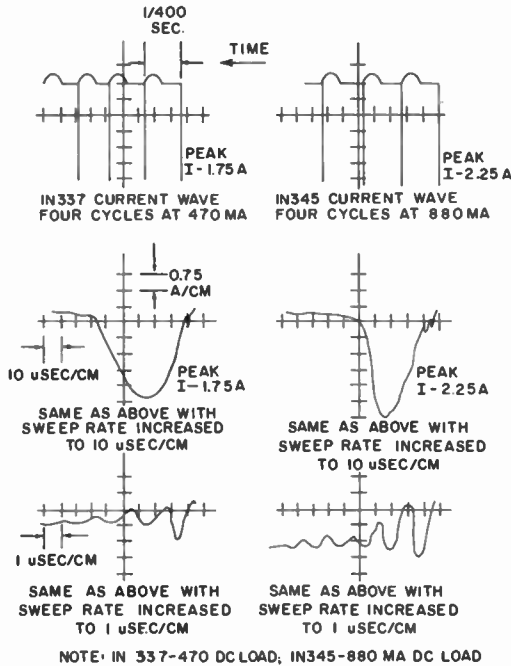 1/400
SEC.
TIME
PEAK
I-1.75A
PEAK
I-2.25A
IN337 CURRENT WAVE
FOUR CYCLES AT 470 MA
IN345 CURRENT WAVE
FOUR CYCLES AT 880 MA
0.75
A/CM
10 uSEC/CM
PEAK
I-1.75A
PEAK
I-2.25A
SAME AS ABOVE WITH
SWEEP RATE INCREASED
TO 10 uSEC/CM
SAME AS ABOVE WITH
SWEEP RATE INCREASED
TO 10 uSEC/CM
1 uSEC/CM
SAME AS ABOVE WITH
SWEEP RATE INCREASED
TO 1 uSEC/CM
SAME AS ABOVE WITH
SWEEP RATE INCREASED
TO 1 uSEC/CM
NOTE: IN 337-470 DC LOAD; IN345-880 MA DC LOAD